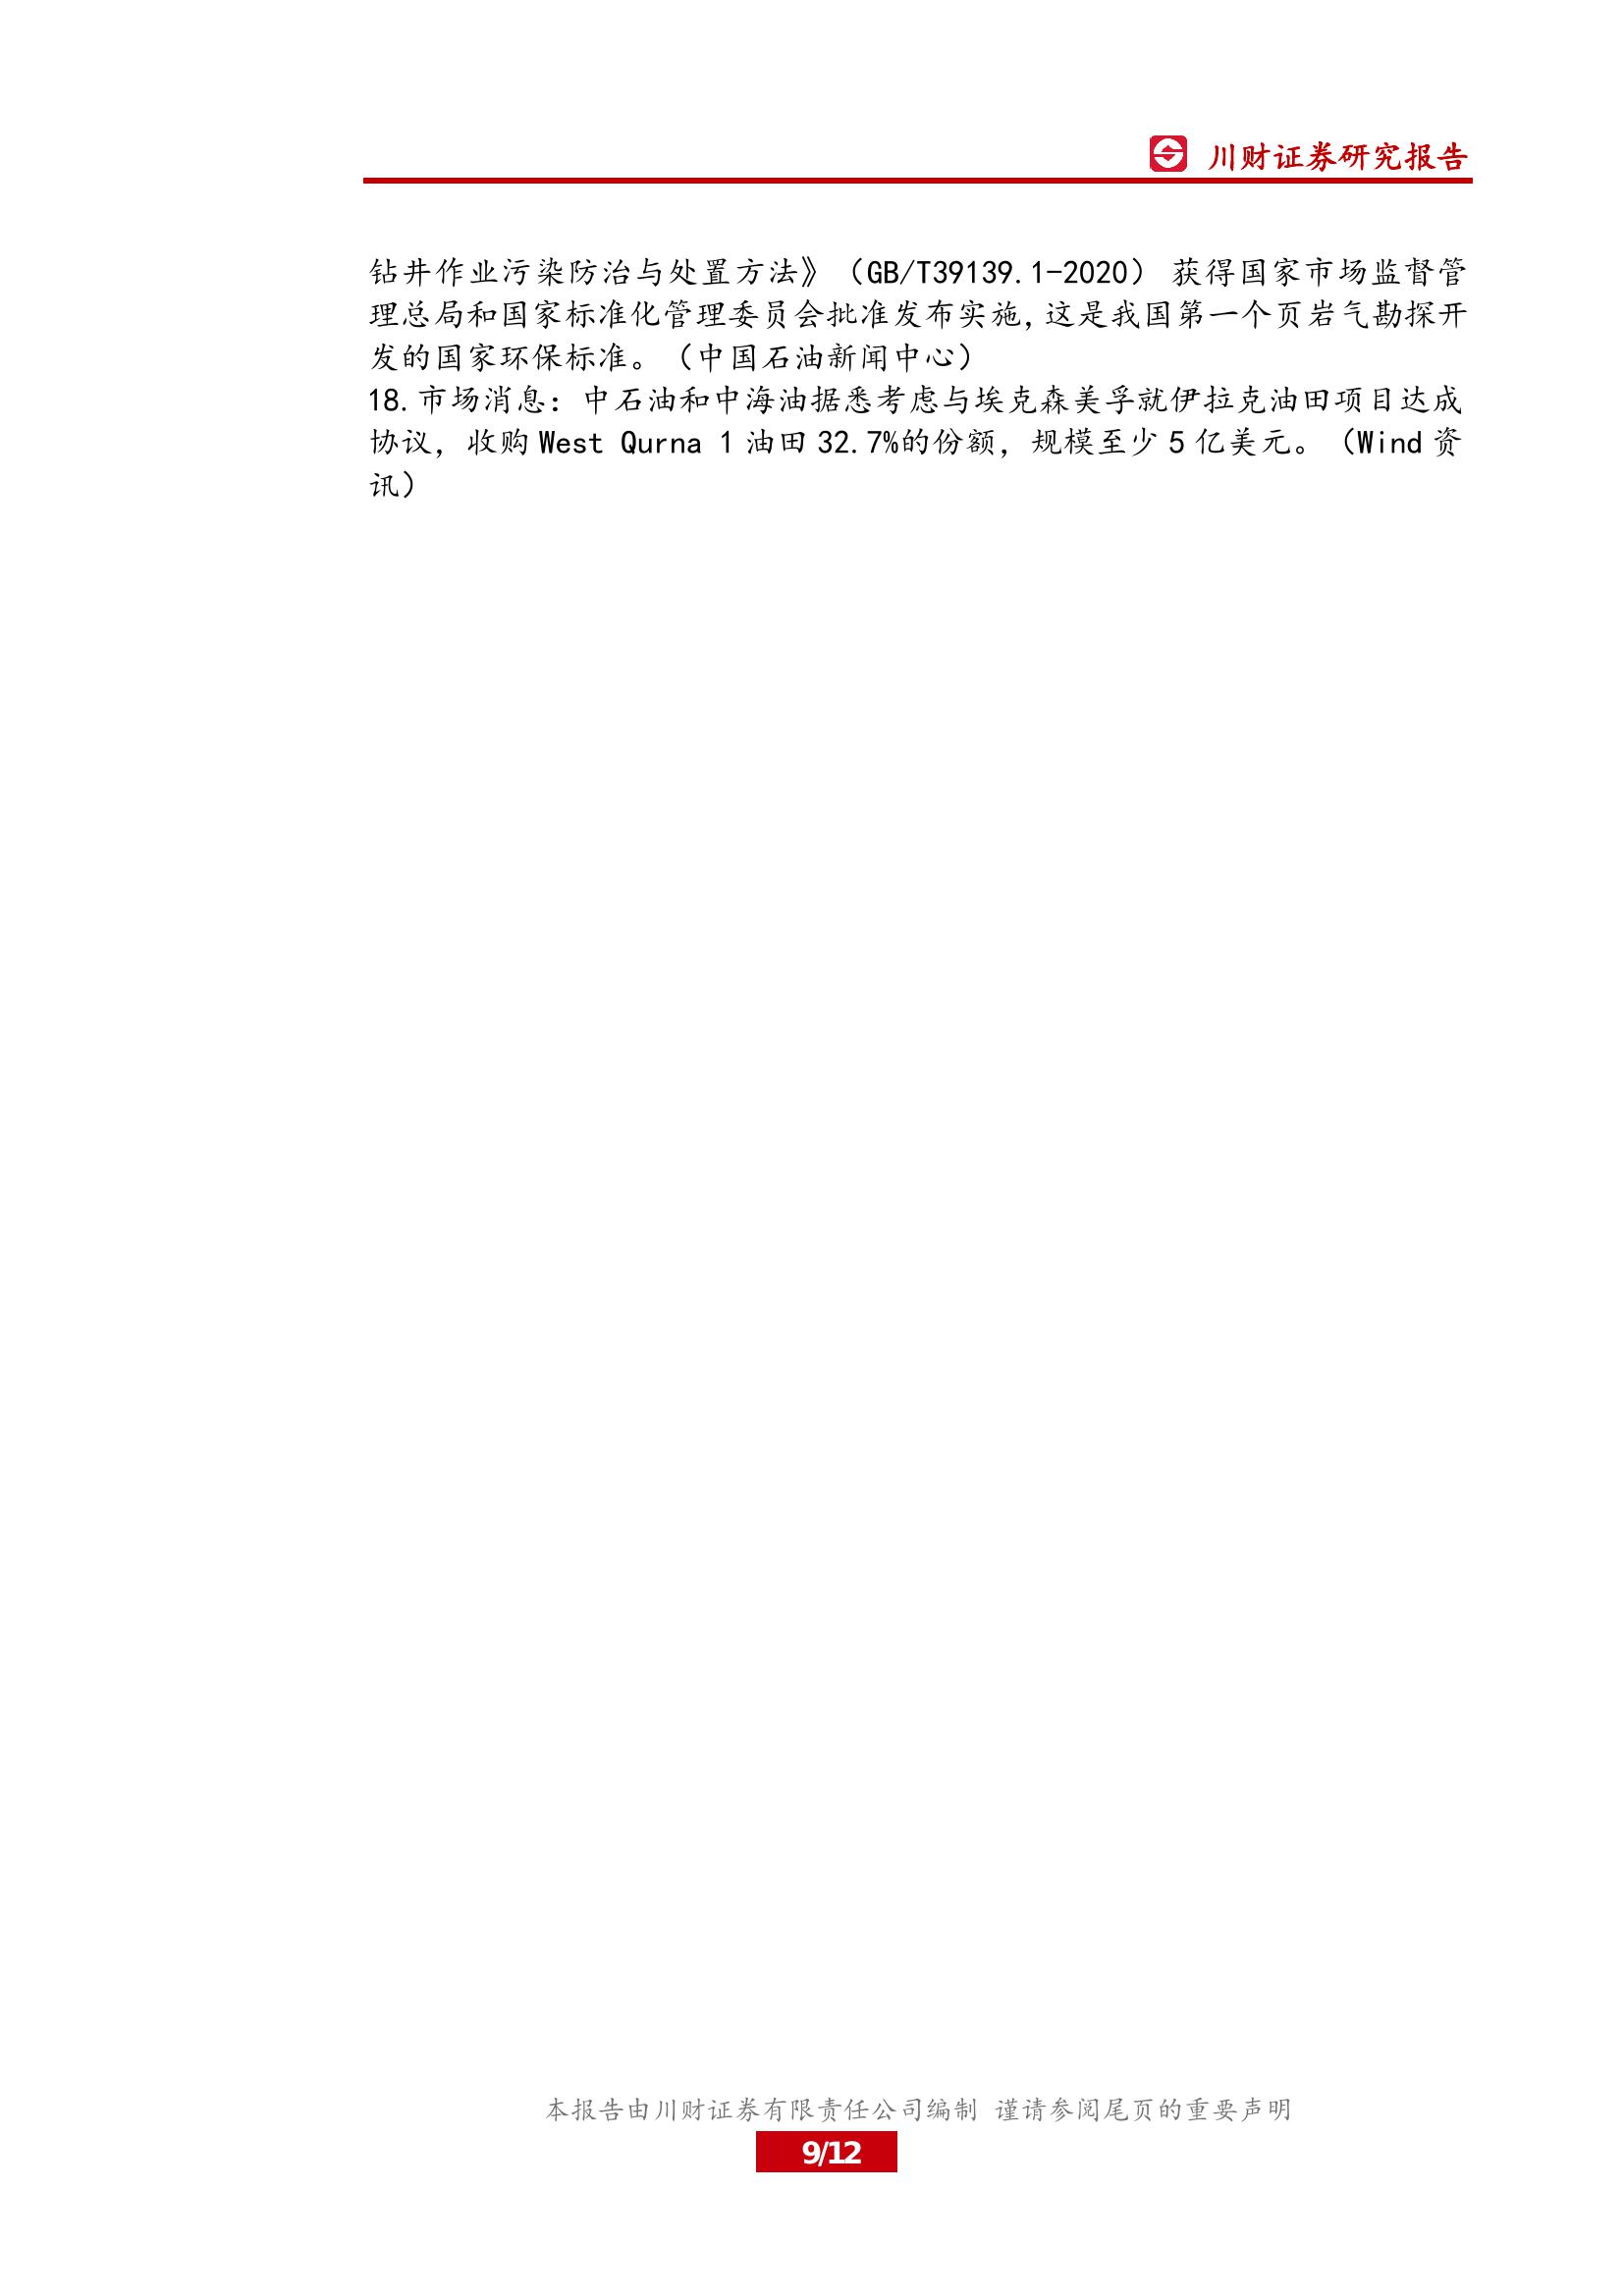 川财证券研究报告
钻井作业污染防治与处置方法》（GB/T39139.1-2020） 获得国家市场监督管
理总局和国家标准化管理委员会批准发布实施,这是我国第一个页岩气勘探开
发的国家环保标准。（中国石油新闻中心）
18.市场消息：中石油和中海油据悉考虑与埃克森美孚就伊拉克油田项目达成
协议，收购 West Qurna 1 油田 32.7%的份额，规模至少 5 亿美元。（Wind 资
讯）
本报告由川财证券有限责任公司编制 谨请参阅尾页的重要声明
9/12